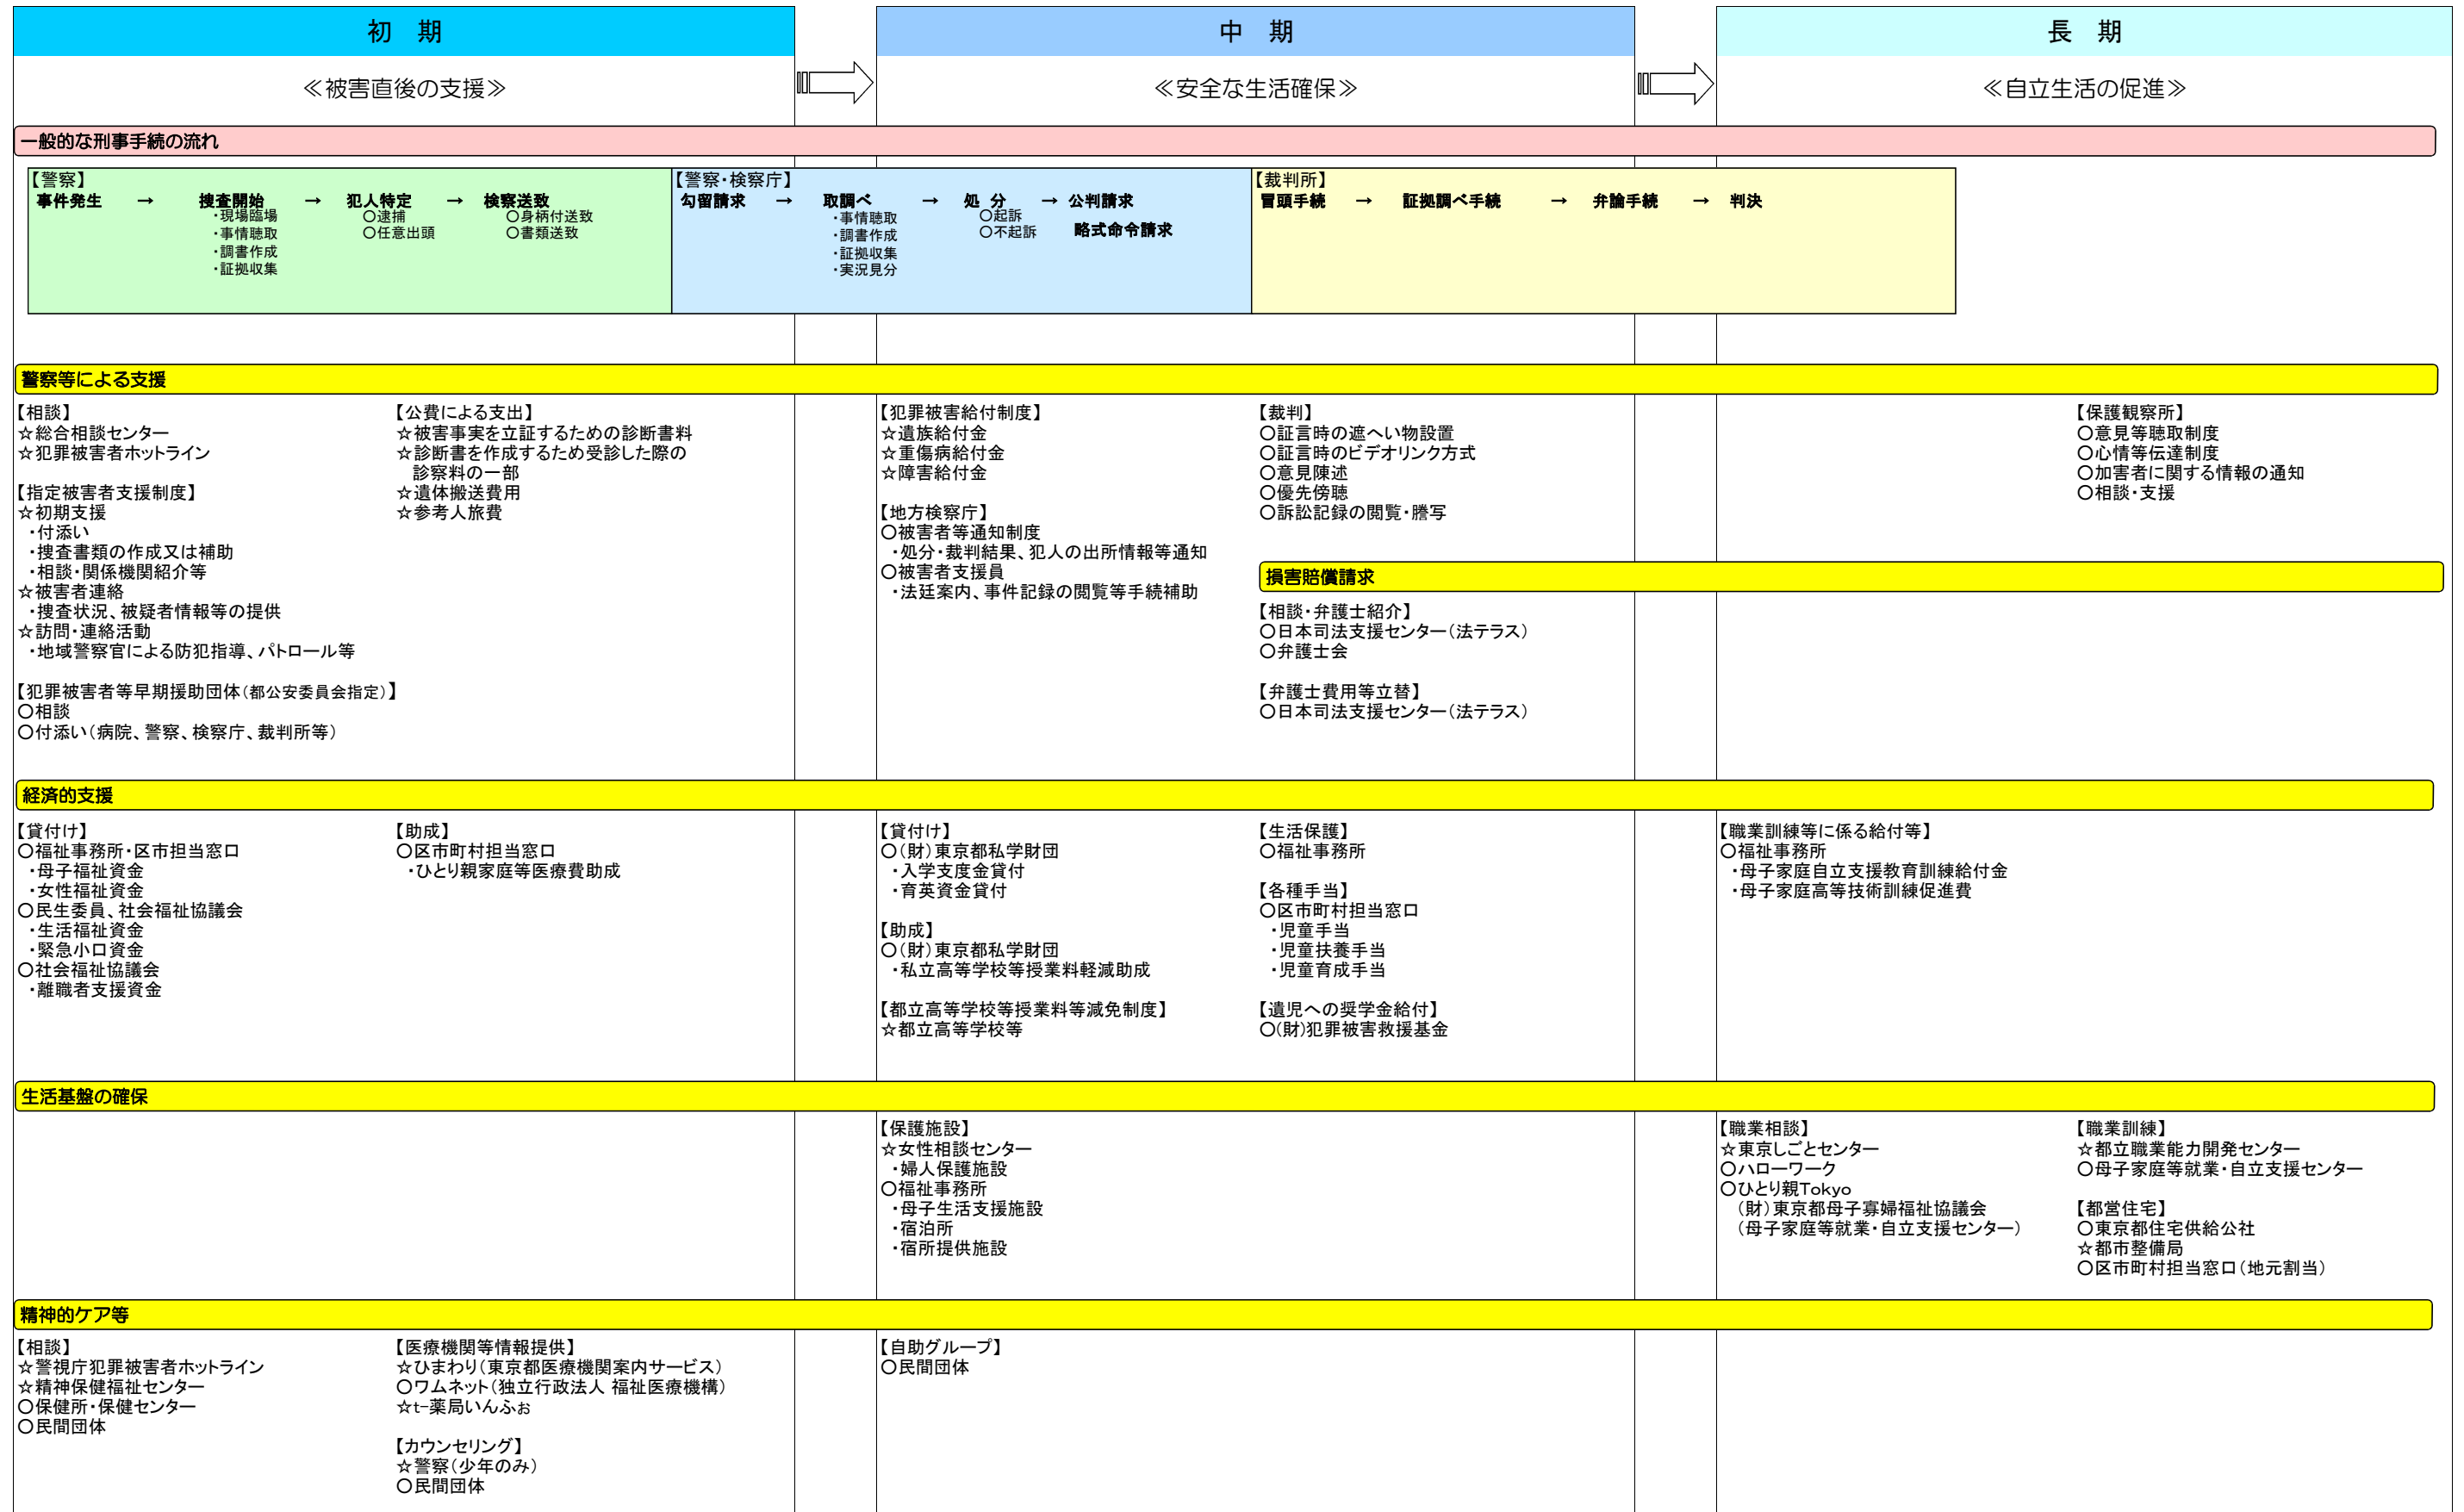 初　期
≪被害直後の支援≫
中　期
≪安全な生活確保≫
長　期
≪自立生活の促進≫
一般的な刑事手続の流れ
【警察】
事件発生　→　捜査開始　→　犯人特定　→　検察送致
・現場臨場
・事情聴取
・調書作成
・証拠収集
〇逮捕
〇任意出頭
〇身柄付送致
〇書類送致
【警察・検察庁】
勾留請求　→　取調べ　→　処　分　→ 公判請求
・事情聴取
・調書作成
・証拠収集
・実況見分
〇起訴
〇不起訴
略式命令請求
【裁判所】
冒頭手続　→　証拠調べ手続　→　弁論手続　→　判決
警察等による支援
【相談】
☆総合相談センター
☆犯罪被害者ホットライン
【指定被害者支援制度】
☆初期支援
・付添い
・捜査書類の作成又は補助
・相談・関係機関紹介等
☆被害者連絡
・捜査状況、被疑者情報等の提供
☆訪問・連絡活動
・地域警察官による防犯指導、パトロール等
【犯罪被害者等早期援助団体(都公安委員会指定)】
〇相談
〇付添い(病院、警察、検察庁、裁判所等)
【公費による支出】
☆被害事実を立証するための診断書料
☆診断書を作成するため受診した際の
診察料の一部
☆遺体搬送費用
☆参考人旅費
【犯罪被害給付制度】
☆遺族給付金
☆重傷病給付金
☆障害給付金
【地方検察庁】
〇被害者等通知制度
・処分・裁判結果、犯人の出所情報等通知
〇被害者支援員
・法廷案内、事件記録の閲覧等手続補助
【裁判】
〇証言時の遮へい物設置
〇証言時のビデオリンク方式
〇意見陳述
〇優先傍聴
〇訴訟記録の閲覧・謄写
【保護観察所】
〇意見等聴取制度
〇心情等伝達制度
〇加害者に関する情報の通知
〇相談・支援
損害賠償請求
【相談・弁護士紹介】
〇日本司法支援センター(法テラス)
〇弁護士会
【弁護士費用等立替】
〇日本司法支援センター(法テラス)
経済的支援
【貸付け】
〇福祉事務所・区市担当窓口
・母子福祉資金
・女性福祉資金
〇民生委員、社会福祉協議会
・生活福祉資金
・緊急小口資金
〇社会福祉協議会
・離職者支援資金
【助成】
〇区市町村担当窓口
・ひとり親家庭等医療費助成
【貸付け】
〇(財)東京都私学財団
・入学支度金貸付
・育英資金貸付
【助成】
〇(財)東京都私学財団
・私立高等学校等授業料軽減助成
【都立高等学校等授業料等減免制度】
☆都立高等学校等
【生活保護】
〇福祉事務所
【各種手当】
〇区市町村担当窓口
・児童手当
・児童扶養手当
・児童育成手当
【遺児への奨学金給付】
〇(財)犯罪被害救援基金
【職業訓練等に係る給付等】
〇福祉事務所
・母子家庭自立支援教育訓練給付金
・母子家庭高等技術訓練促進費
生活基盤の確保
【保護施設】
☆女性相談センター
・婦人保護施設
〇福祉事務所
・母子生活支援施設
・宿泊所
・宿所提供施設
【職業相談】
☆東京しごとセンター
〇ハローワーク
〇ひとり親Tokyo
(財)東京都母子寡婦福祉協議会
(母子家庭等就業・自立支援センター)
【職業訓練】
☆都立職業能力開発センター
〇母子家庭等就業・自立支援センター
【都営住宅】
〇東京都住宅供給公社
☆都市整備局
〇区市町村担当窓口(地元割当)
精神的ケア等
【相談】
☆警視庁犯罪被害者ホットライン
☆精神保健福祉センター
〇保健所・保健センター
〇民間団体
【医療機関等情報提供】
☆ひまわり(東京都医療機関案内サービス)
〇ワムネット(独立行政法人 福祉医療機構)
☆t-薬局いんふぉ
【カウンセリング】
☆警察(少年のみ)
〇民間団体
【自助グループ】
〇民間団体